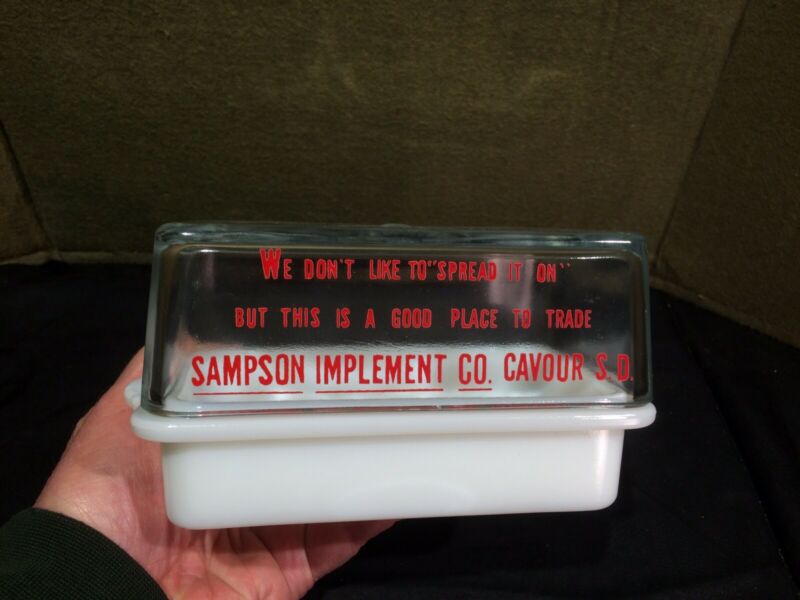 WE DON'T LIKE TO "SPREAD IT ON"
BUT THIS IS A GOOD PLACE TO TRADE
SAMPSON IMPLEMENT CO. CAVOUR S.D.